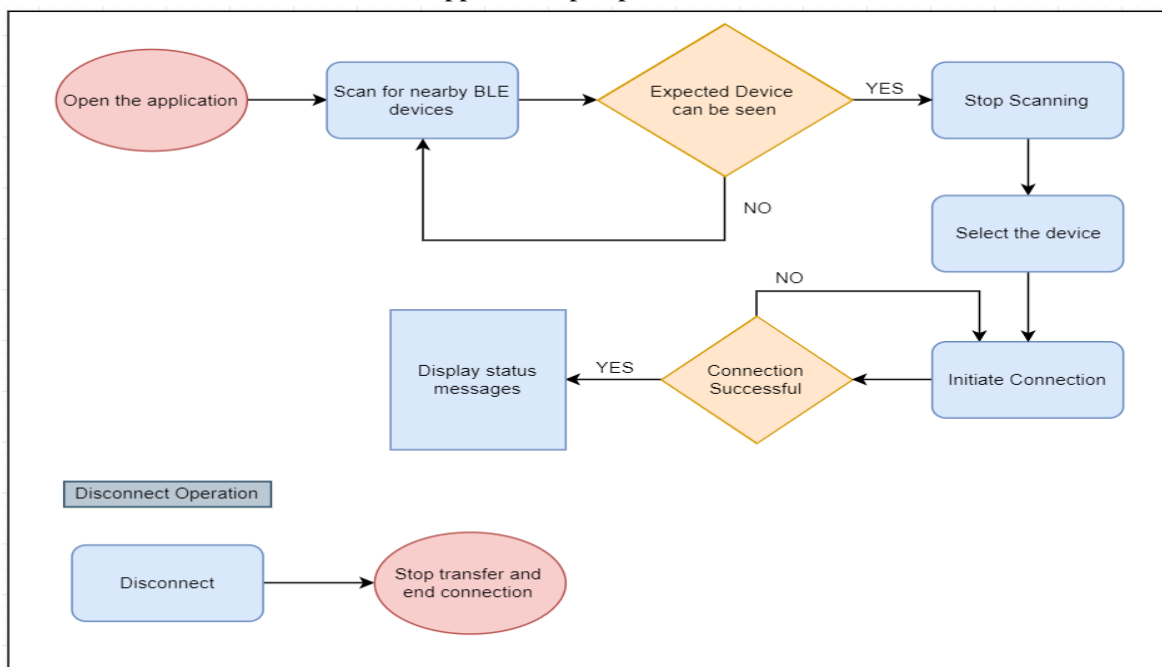 Open the application
Scan for nearby BLE
devices
Expected Device
can be seen
YES
Stop Scanning
NO
Select the device
NO
Display status
messages
YES
Connection
Successful
Initiate Connection
Disconnect Operation
Disconnect
Stop transfer and
end connection